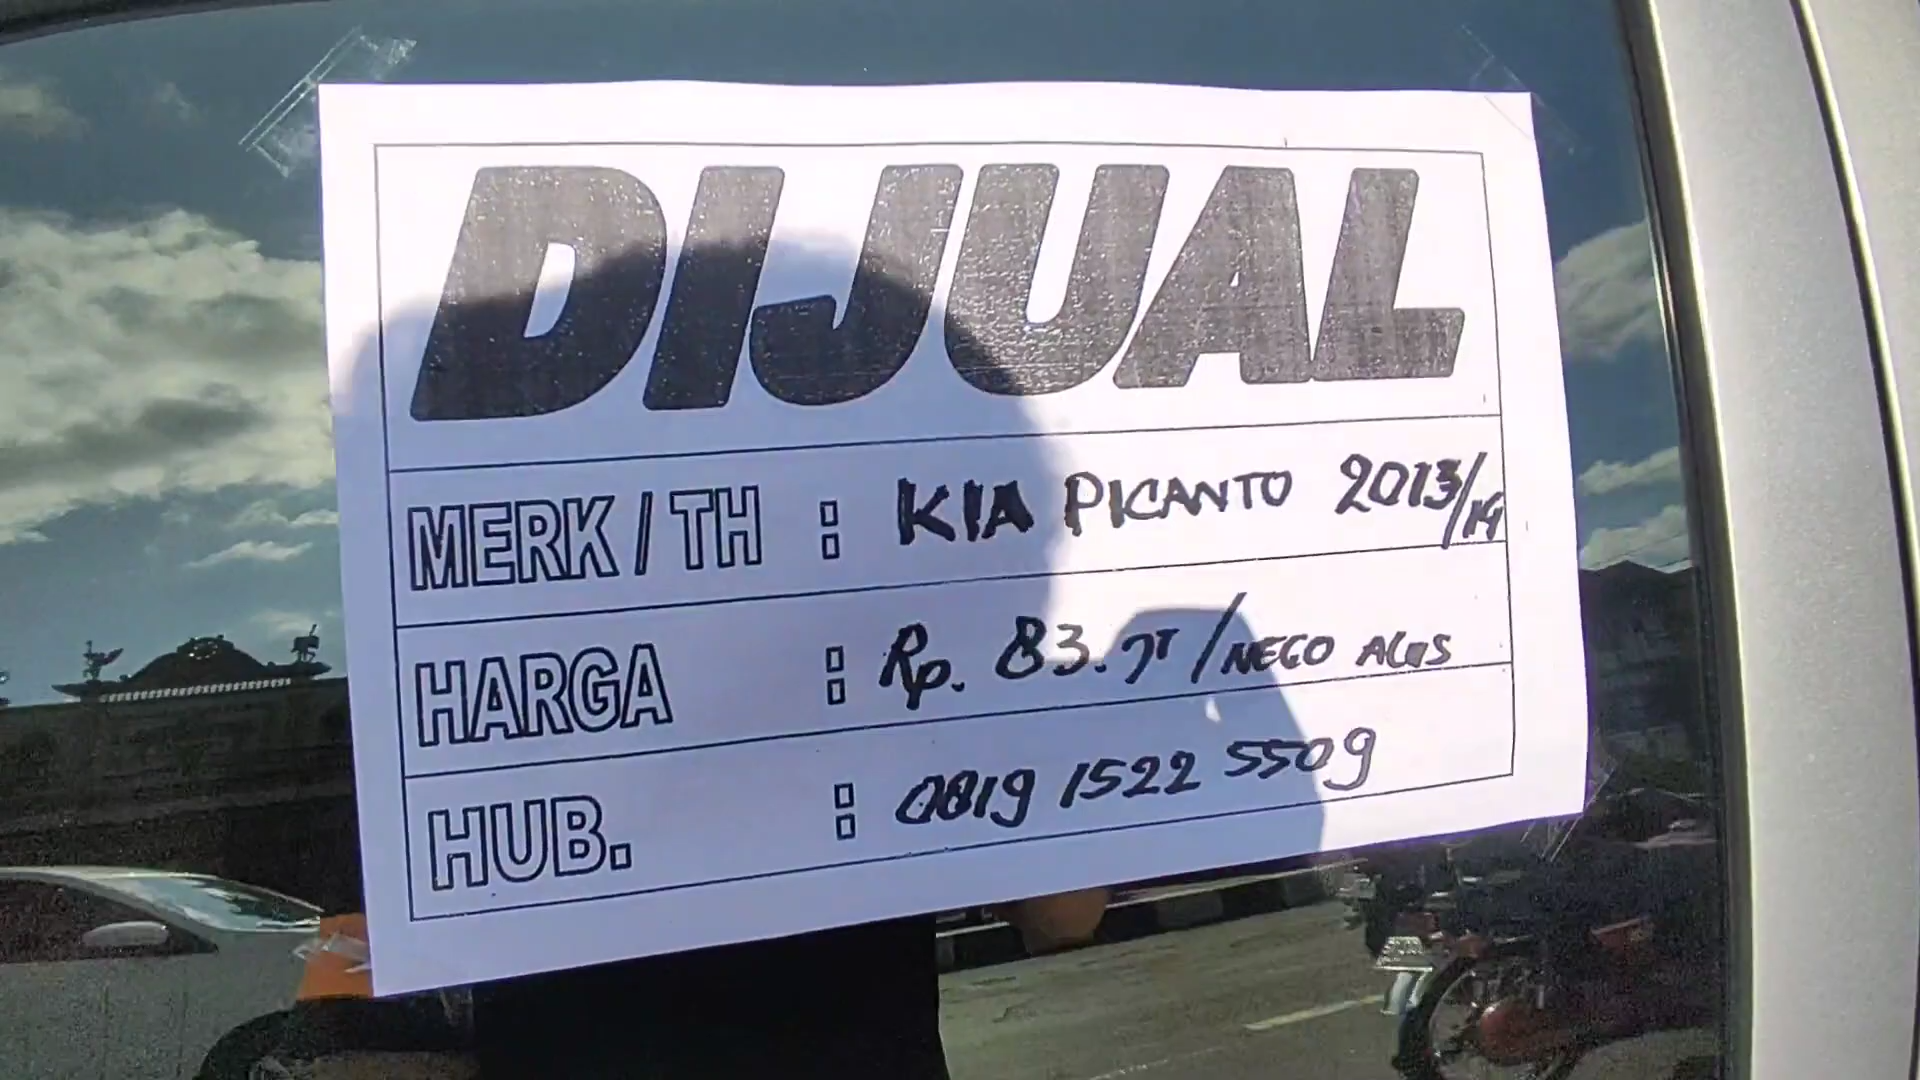 DIJUAL
MERK / TH : KIA PICANTO 2013/14
HARGA : Rp. 83.JT / NEGO ALUS
HUB. : 0819 1522 5509